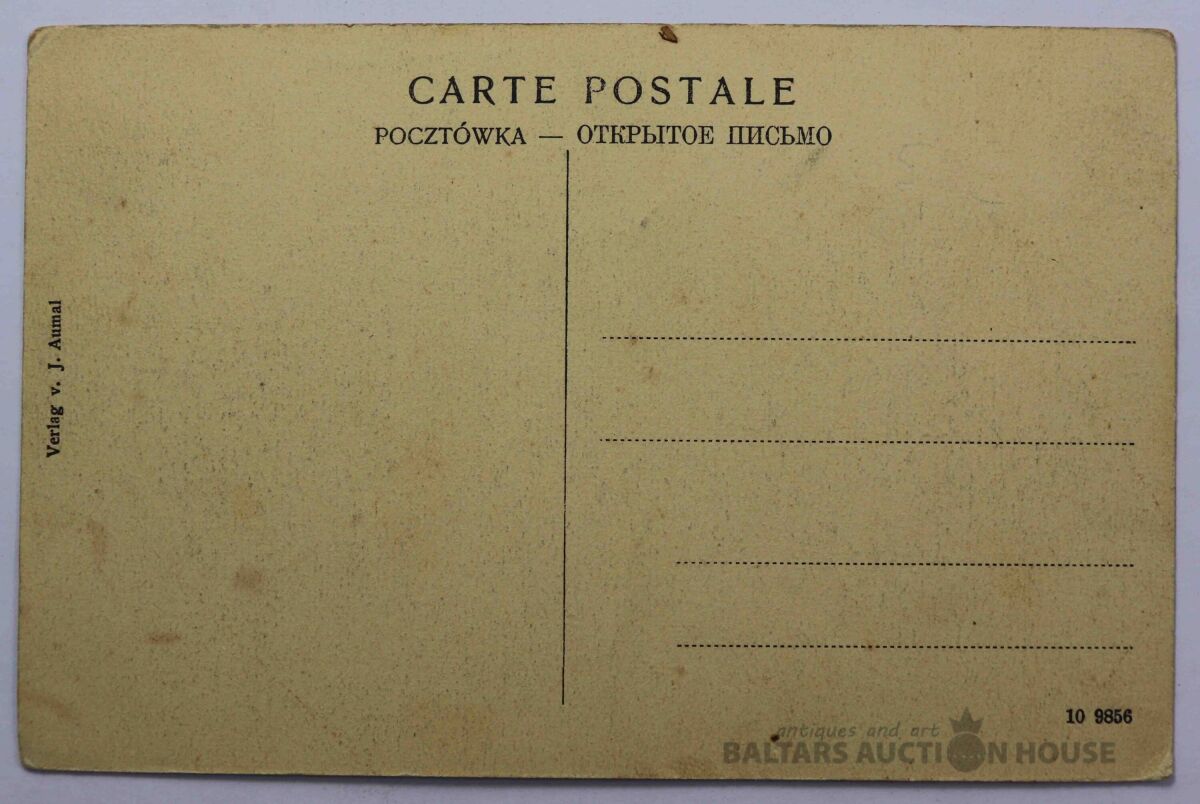 CARTE POSTALE
POCZTÓWKA — ОТКРЫТОЕ ПИСЬМО
Verlag v. J. Aumal
10 9856
antiques and art
BALTARS AUCTION HOUSE